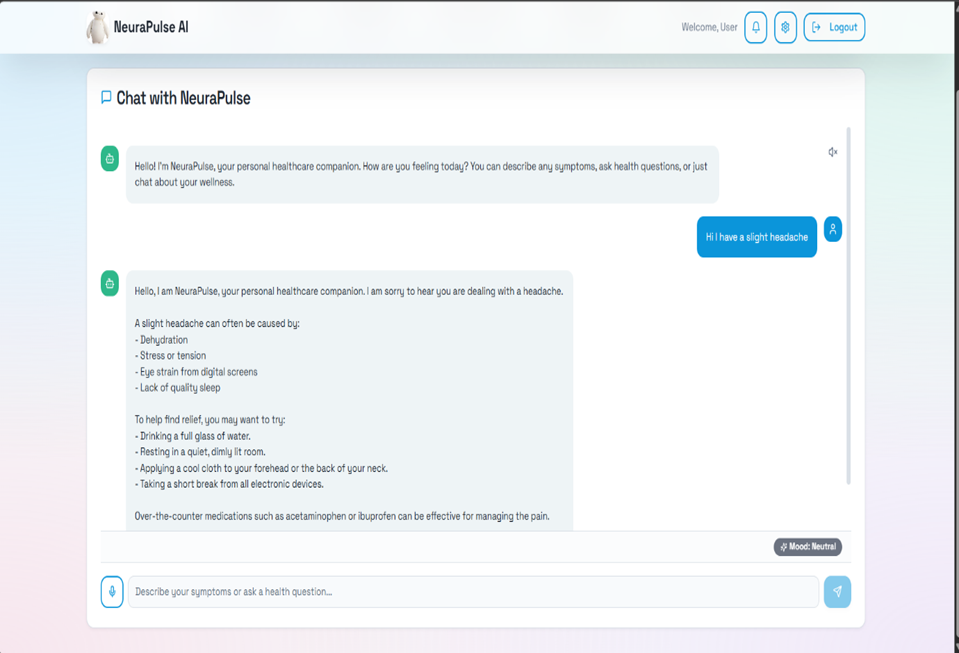 NeuraPulse AI
Welcome, User
Logout
Chat with NeuraPulse
Hello! I'm NeuraPulse, your personal healthcare companion. How are you feeling today? You can describe any symptoms, ask health questions, or just
chat about your wellness.
Hi I have a slight headache
Hello, I am NeuraPulse, your personal healthcare companion. I am sorry to hear you are dealing with a headache.
A slight headache can often be caused by:
- Dehydration
- Stress or tension
- Eye strain from digital screens
- Lack of quality sleep
To help find relief, you may want to try:
- Drinking a full glass of water.
- Resting in a quiet, dimly lit room.
- Applying a cool cloth to your forehead or the back of your neck.
- Taking a short break from all electronic devices.
Over-the-counter medications such as acetaminophen or ibuprofen can be effective for managing the pain.
Mood: Neutral
Describe your symptoms or ask a health question...